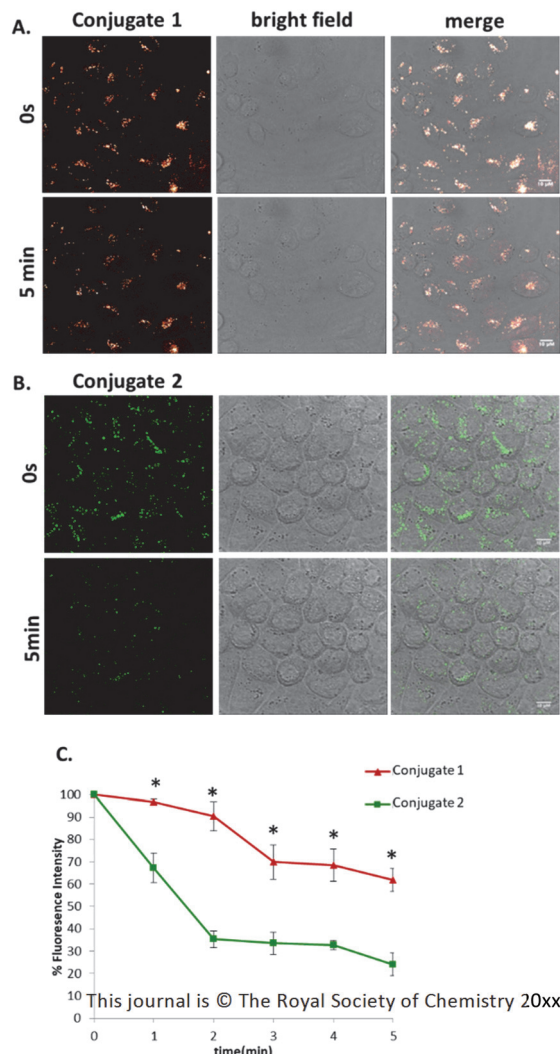 A.
Conjugate 1
bright field
merge
0s
5 min
B.
Conjugate 2
0s
5min
C.
Conjugate 1
Conjugate 2
% Fluoresence Intensity
100
90
80
70
60
50
40
30
20
10
0
* * * * *
0 1 2 3 4 5
time(min)
This journal is © The Royal Society of Chemistry 20xx